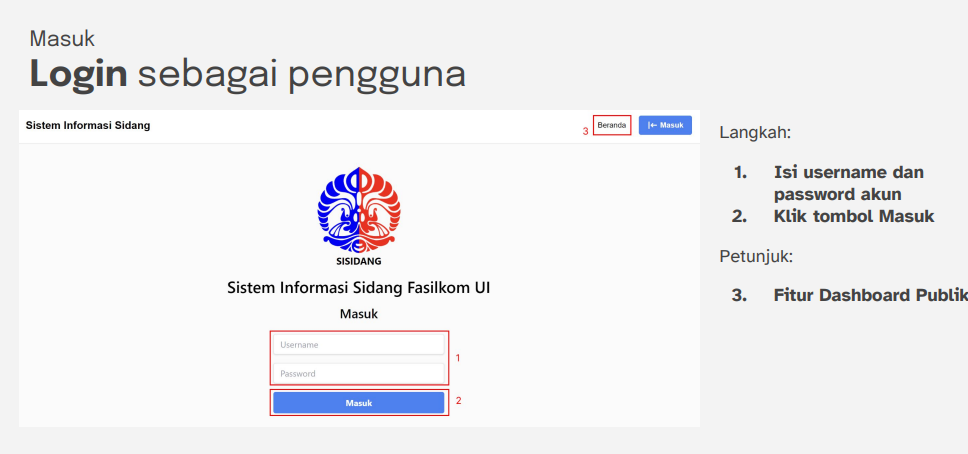 Masuk
Login sebagai pengguna
Sistem Informasi Sidang
3
Beranda
|← Masuk
SISIDANG
Sistem Informasi Sidang Fasilkom UI
Masuk
Username
1
Password
Masuk
2
Langkah:
1. Isi username dan
password akun
2. Klik tombol Masuk
Petunjuk:
3. Fitur Dashboard Publik